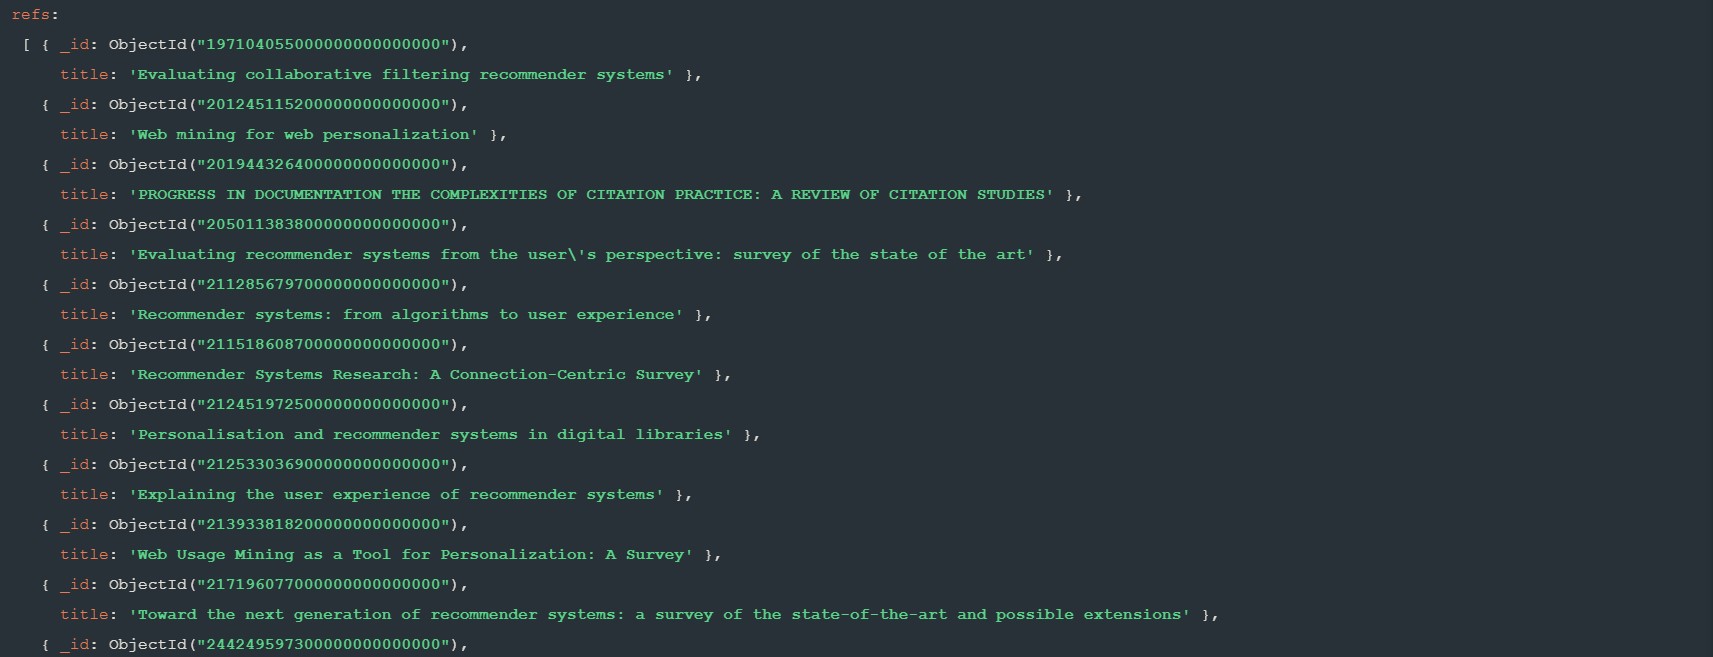 refs:
[ { _id: ObjectId("197104055000000000000000"),
title: 'Evaluating collaborative filtering recommender systems' },
{ _id: ObjectId("201245115200000000000000"),
title: 'Web mining for web personalization' },
{ _id: ObjectId("201944326400000000000000"),
title: 'PROGRESS IN DOCUMENTATION THE COMPLEXITIES OF CITATION PRACTICE: A REVIEW OF CITATION STUDIES' },
{ _id: ObjectId("205011383800000000000000"),
title: 'Evaluating recommender systems from the user\'s perspective: survey of the state of the art' },
{ _id: ObjectId("211285679700000000000000"),
title: 'Recommender systems: from algorithms to user experience' },
{ _id: ObjectId("211518608700000000000000"),
title: 'Recommender Systems Research: A Connection-Centric Survey' },
{ _id: ObjectId("212451972500000000000000"),
title: 'Personalisation and recommender systems in digital libraries' },
{ _id: ObjectId("212533036900000000000000"),
title: 'Explaining the user experience of recommender systems' },
{ _id: ObjectId("213933818200000000000000"),
title: 'Web Usage Mining as a Tool for Personalization: A Survey' },
{ _id: ObjectId("217196077000000000000000"),
title: 'Toward the next generation of recommender systems: a survey of the state-of-the-art and possible extensions' },
{ _id: ObjectId("244249597300000000000000"),